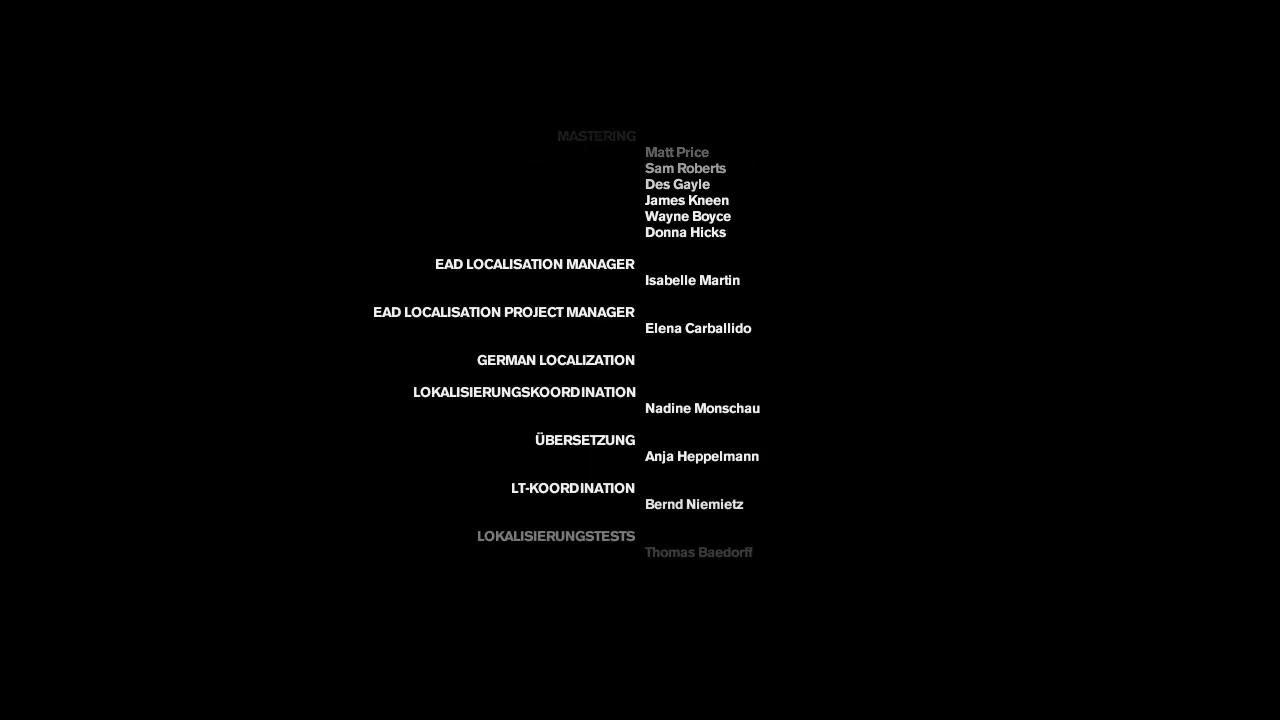 MASTERING
Matt Price
Sam Roberts
Des Gayle
James Kneen
Wayne Boyce
Donna Hicks
EAD LOCALISATION MANAGER
Isabelle Martin
EAD LOCALISATION PROJECT MANAGER
Elena Carballido
GERMAN LOCALIZATION
LOKALISIERUNGSKOORDINATION
Nadine Monschau
ÜBERSETZUNG
Anja Heppelmann
LT-KOORDINATION
Bernd Niemietz
LOKALISIERUNGSTESTS
Thomas Baedorff